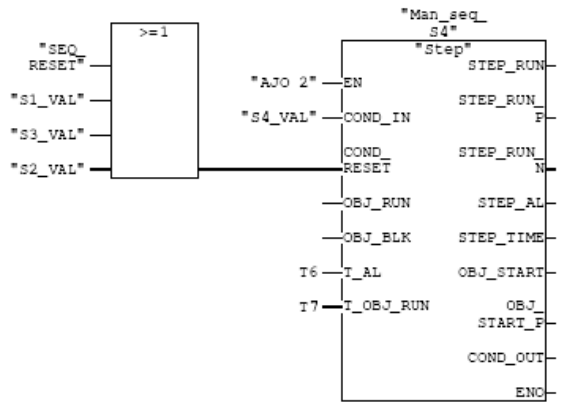 >=1
"SEQ_
RESET"
"S1_VAL"
"S3_VAL"
"S2_VAL"
"Man_seq_
S4"
"Step"
"AJO 2"
"S4_VAL"
T6
T7
EN
COND_IN
COND_
RESET
OBJ_RUN
OBJ_BLK
T_AL
T_OBJ_RUN
STEP_RUN
STEP_RUN_
P
STEP_RUN_
N
STEP_AL
STEP_TIME
OBJ_START
OBJ_
START_P
COND_OUT
ENO